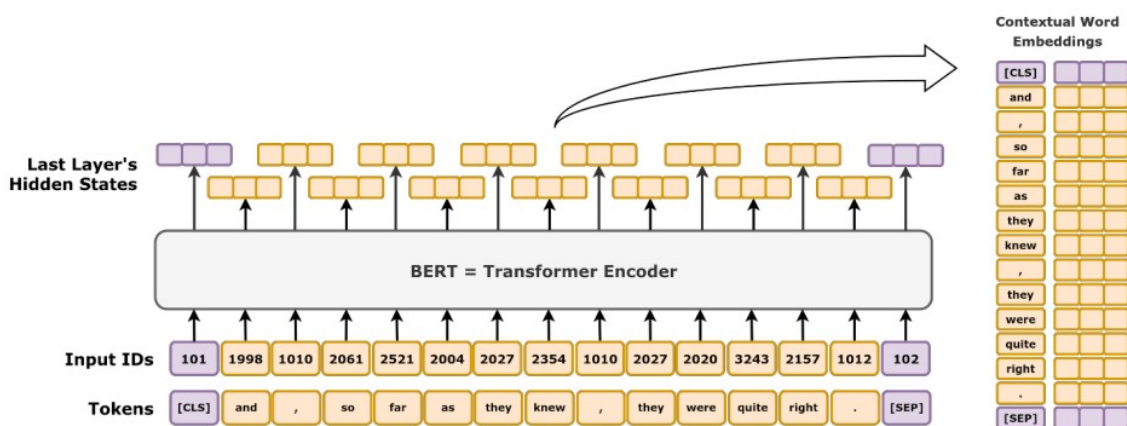 Contextual Word
Embeddings
Last Layer's
Hidden States
BERT = Transformer Encoder
Input IDs
101 1998 1010 2061 2521 2004 2027 2354 1010 2027 2020 3243 2157 1012 102
Tokens
[CLS] and , so far as they knew , they were quite right . [SEP]
[CLS]
and
,
so
far
as
they
knew
,
they
were
quite
right
.
[SEP]